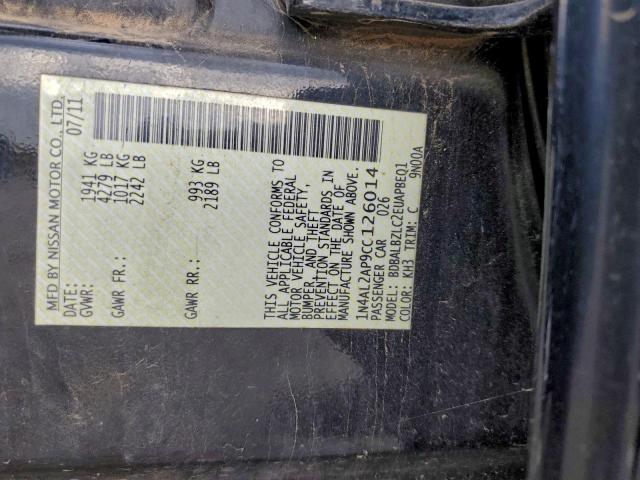 MFD BY NISSAN MOTOR CO., LTD.
DATE: 07/11
GVWR: 1941 KG
4279 LB
GAWR FR: 1017 KG
2242 LB
GAWR RR: 993 KG
2189 LB
THIS VEHICLE CONFORMS TO
ALL APPLICABLE FEDERAL
MOTOR VEHICLE SAFETY,
BUMPER, AND THEFT
PREVENTION STANDARDS IN
EFFECT ON THE DATE OF
MANUFACTURE SHOWN ABOVE.
1N4AL2AP9CC126014
PASSENGER CAR 026
MODEL: BDBALBZLC2EUAPBE01
COLOR: KH3 TRIM: C 9N00A